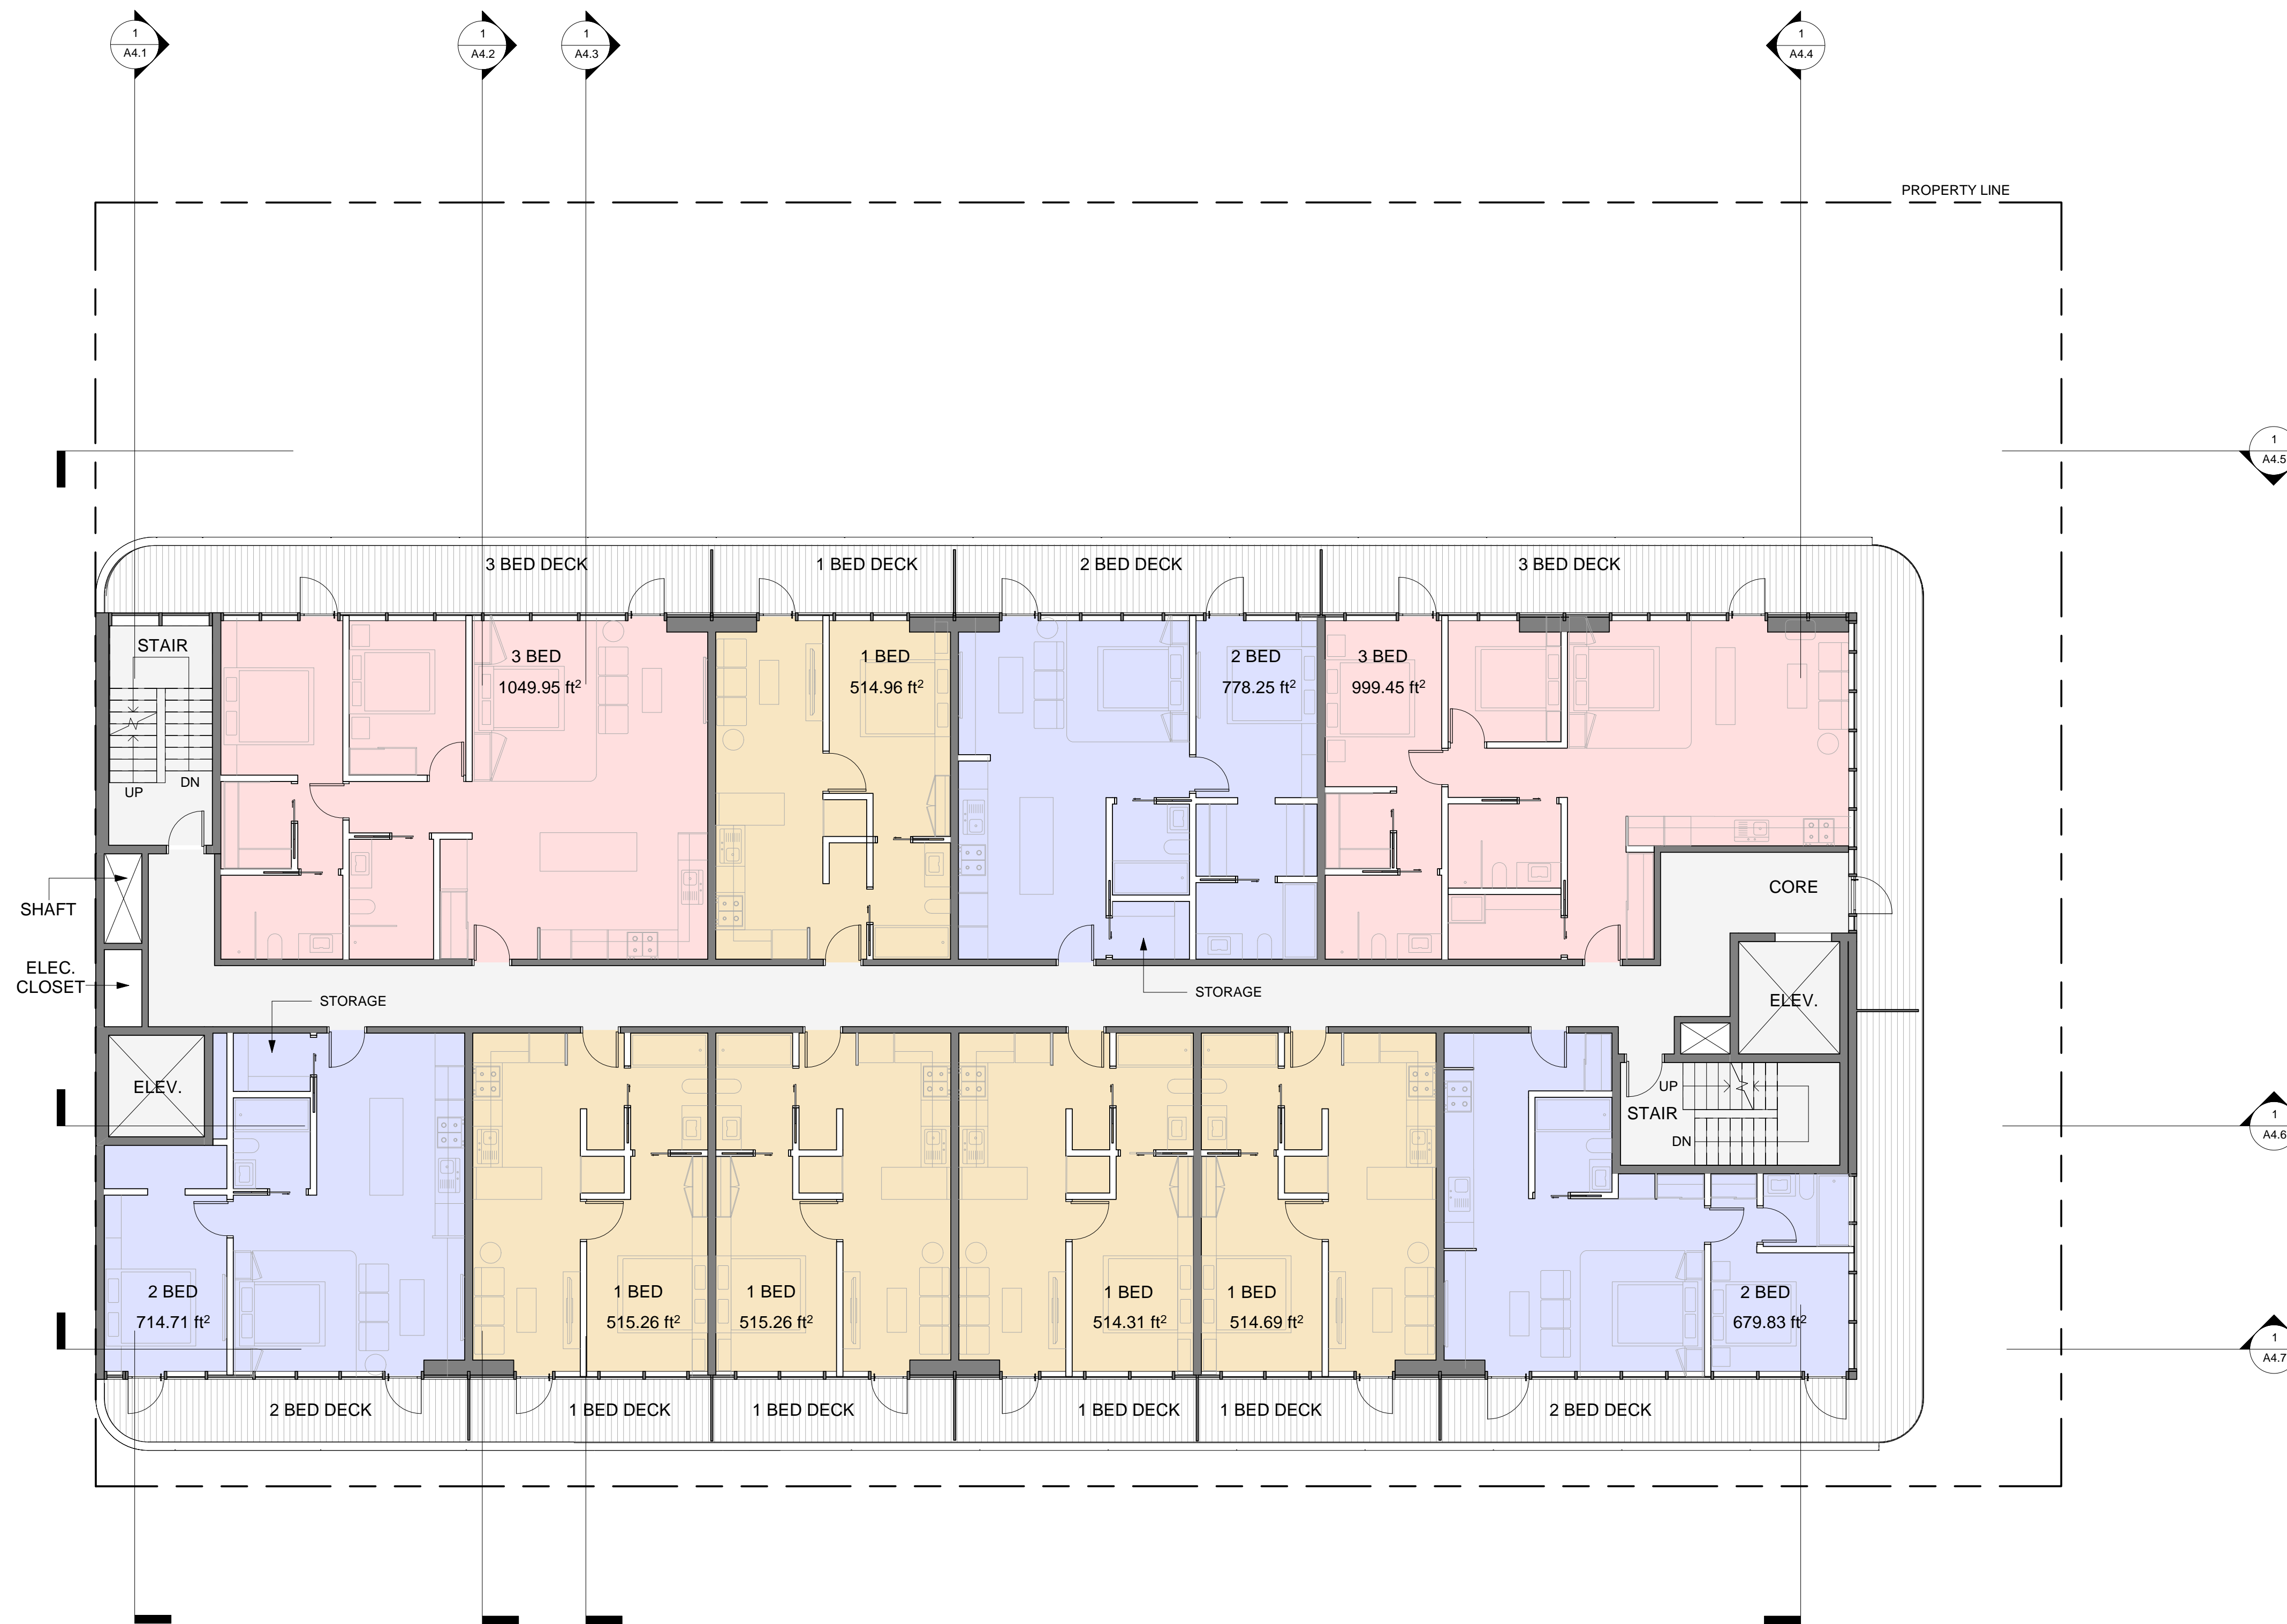 1
A4.1
1
A4.2
1
A4.3
1
A4.4
PROPERTY LINE
1
A4.5
3 BED DECK
1 BED DECK
2 BED DECK
3 BED DECK
STAIR
UP
DN
3 BED
1049.95 ft²
1 BED
514.96 ft²
2 BED
778.25 ft²
3 BED
999.45 ft²
SHAFT
CORE
ELEC.
CLOSET
STORAGE
STORAGE
ELEV.
ELEV.
UP
STAIR
DN
1
A4.6
2 BED
714.71 ft²
1 BED
515.26 ft²
1 BED
515.26 ft²
1 BED
514.31 ft²
1 BED
514.69 ft²
2 BED
679.83 ft²
1
A4.7
2 BED DECK
1 BED DECK
1 BED DECK
1 BED DECK
1 BED DECK
2 BED DECK